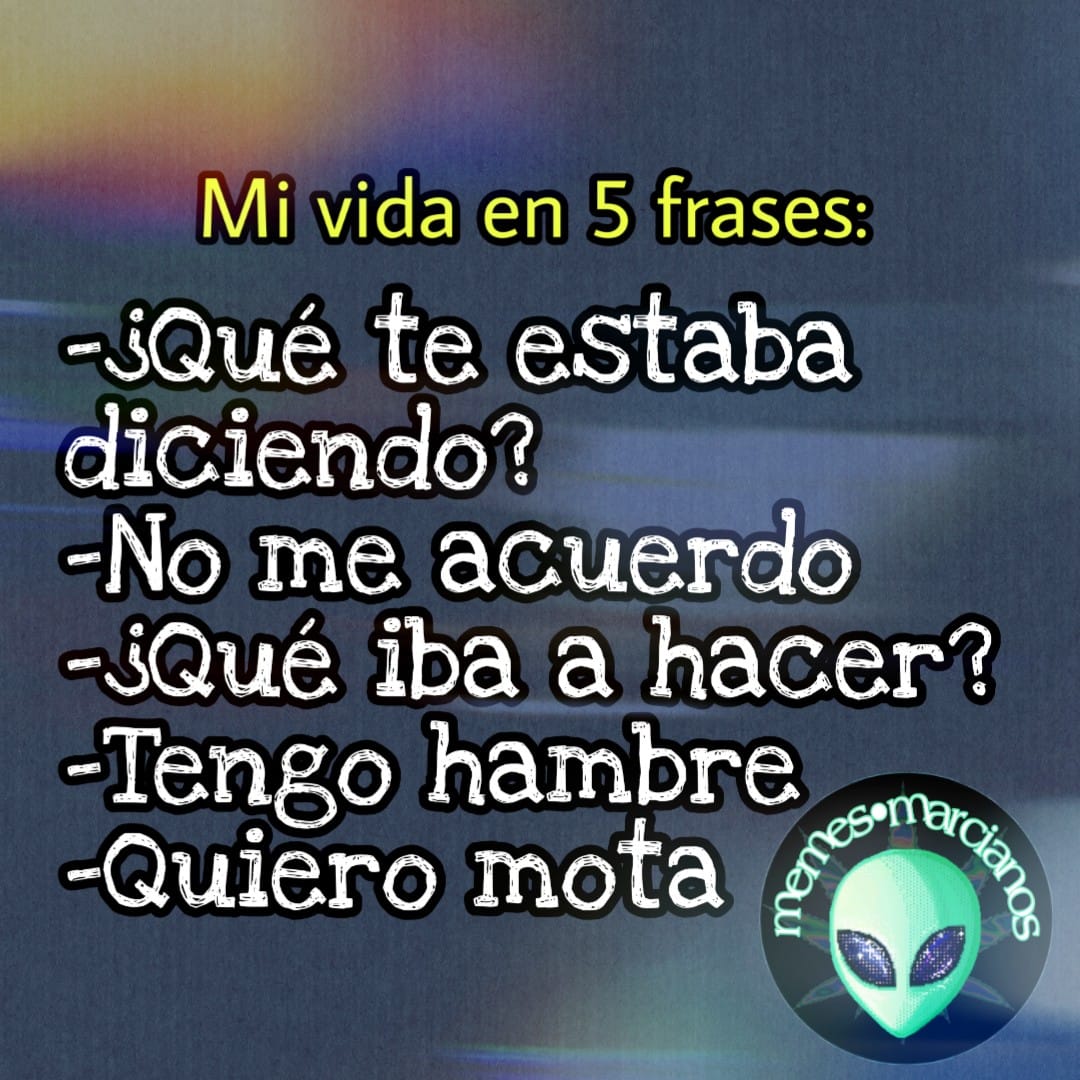 Mi vida en 5 frases:
-¿Qué te estaba
diciendo?
-No me acuerdo
-¿Qué iba a hacer?
-Tengo hambre
-Quiero mota
memes•marcianos